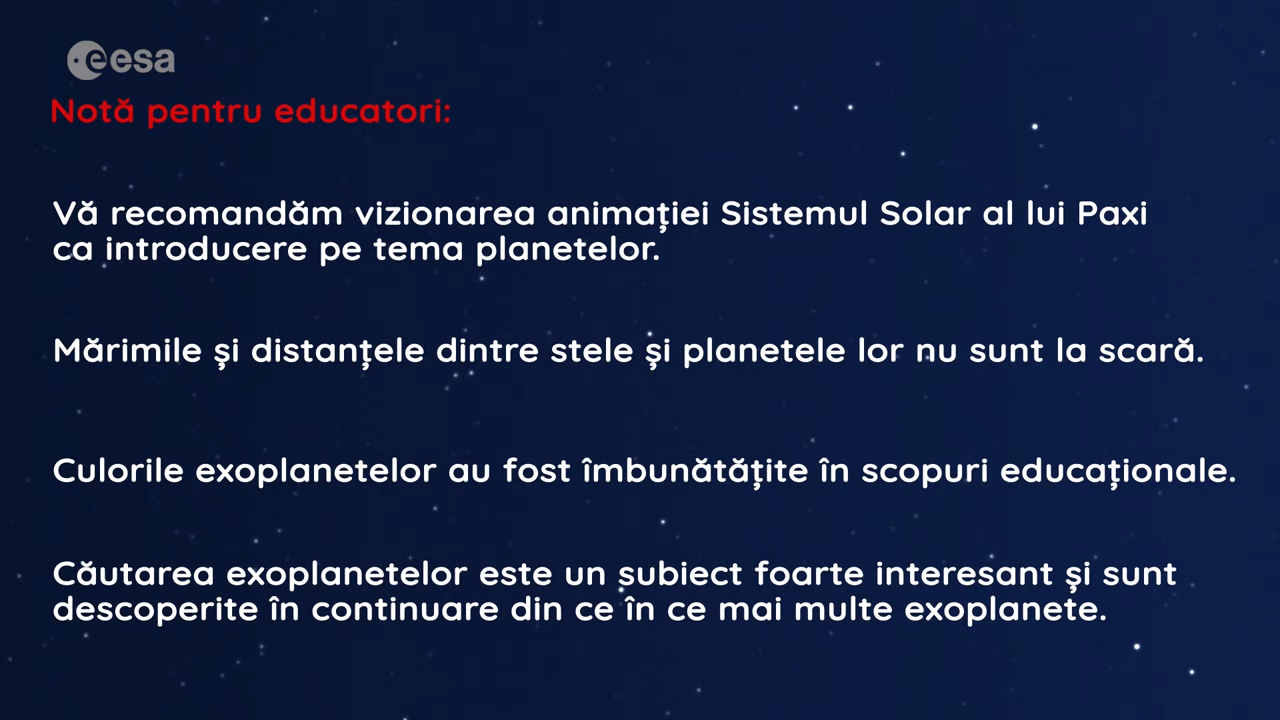 eesa
Notă pentru educatori:
Vă recomandăm vizionarea animației Sistemul Solar al lui Paxi
ca introducere pe tema planetelor.
Mărimile și distanțele dintre stele și planetele lor nu sunt la scară.
Culorile exoplanetelor au fost îmbunătățite în scopuri educaționale.
Căutarea exoplanetelor este un subiect foarte interesant și sunt
descoperite în continuare din ce în ce mai multe exoplanete.